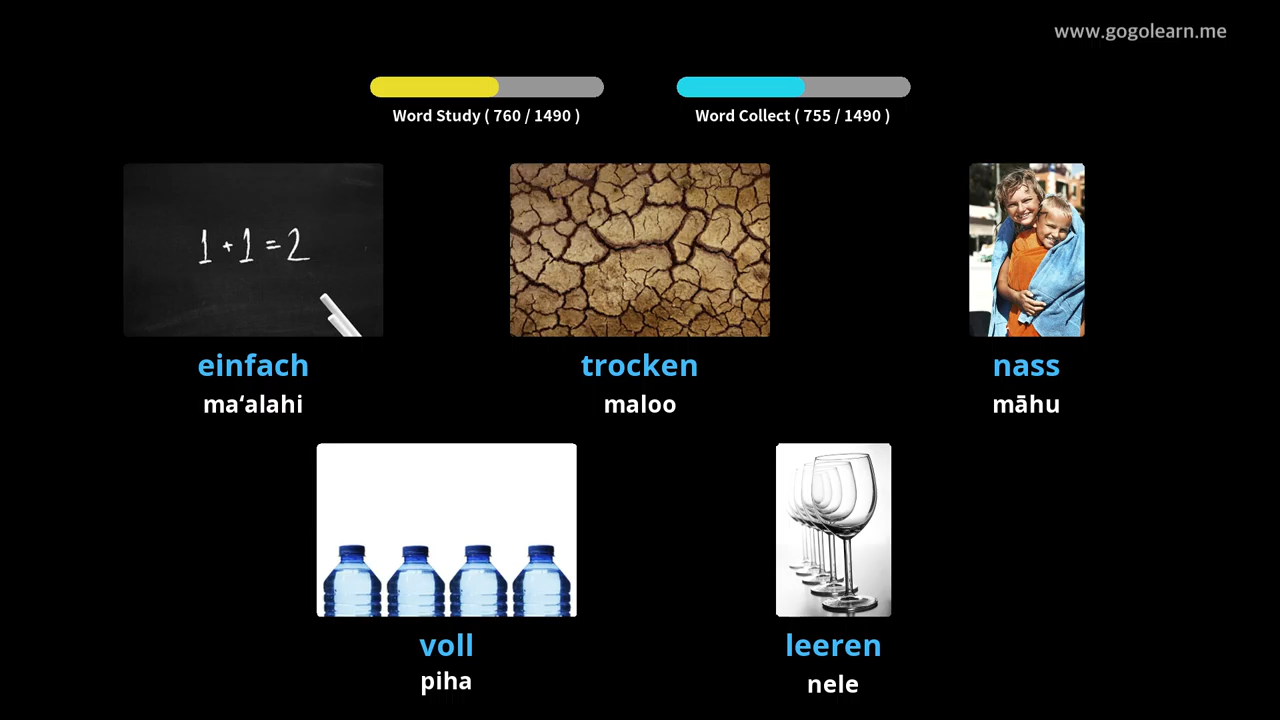 www.gogolearn.me
Word Study ( 760 / 1490 )
Word Collect ( 755 / 1490 )
1 + 1 = 2
einfach
maʻalahi
trocken
maloo
nass
māhu
voll
piha
leeren
nele